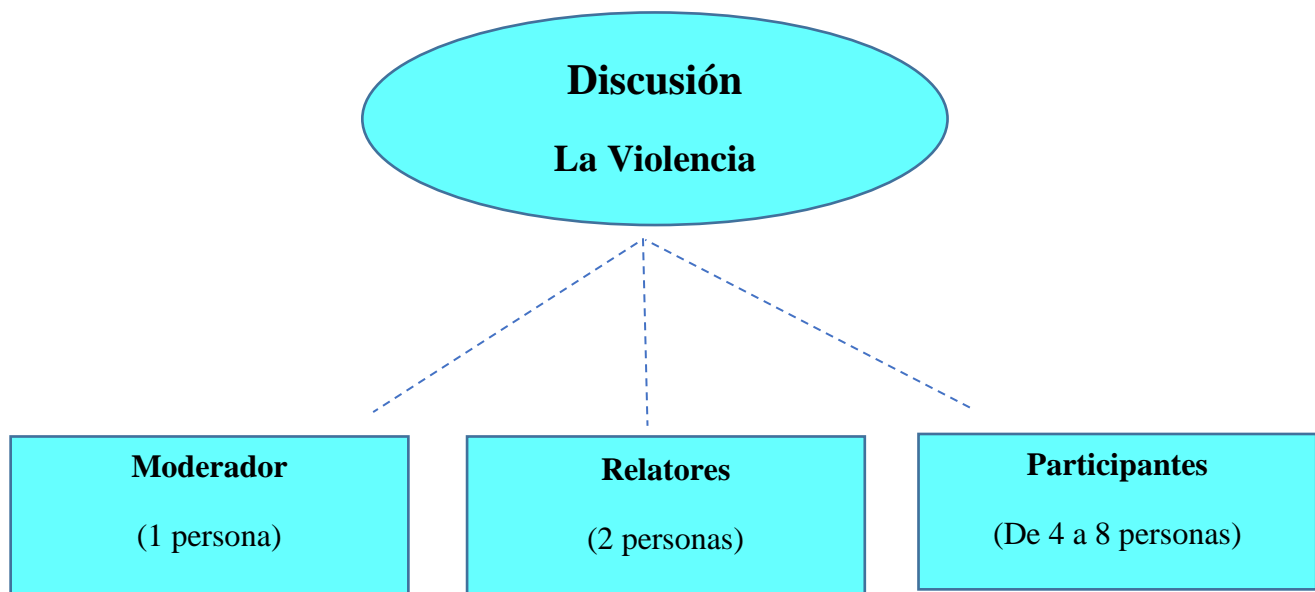 Discusión
La Violencia
Moderador
(1 persona)
Relatores
(2 personas)
Participantes
(De 4 a 8 personas)